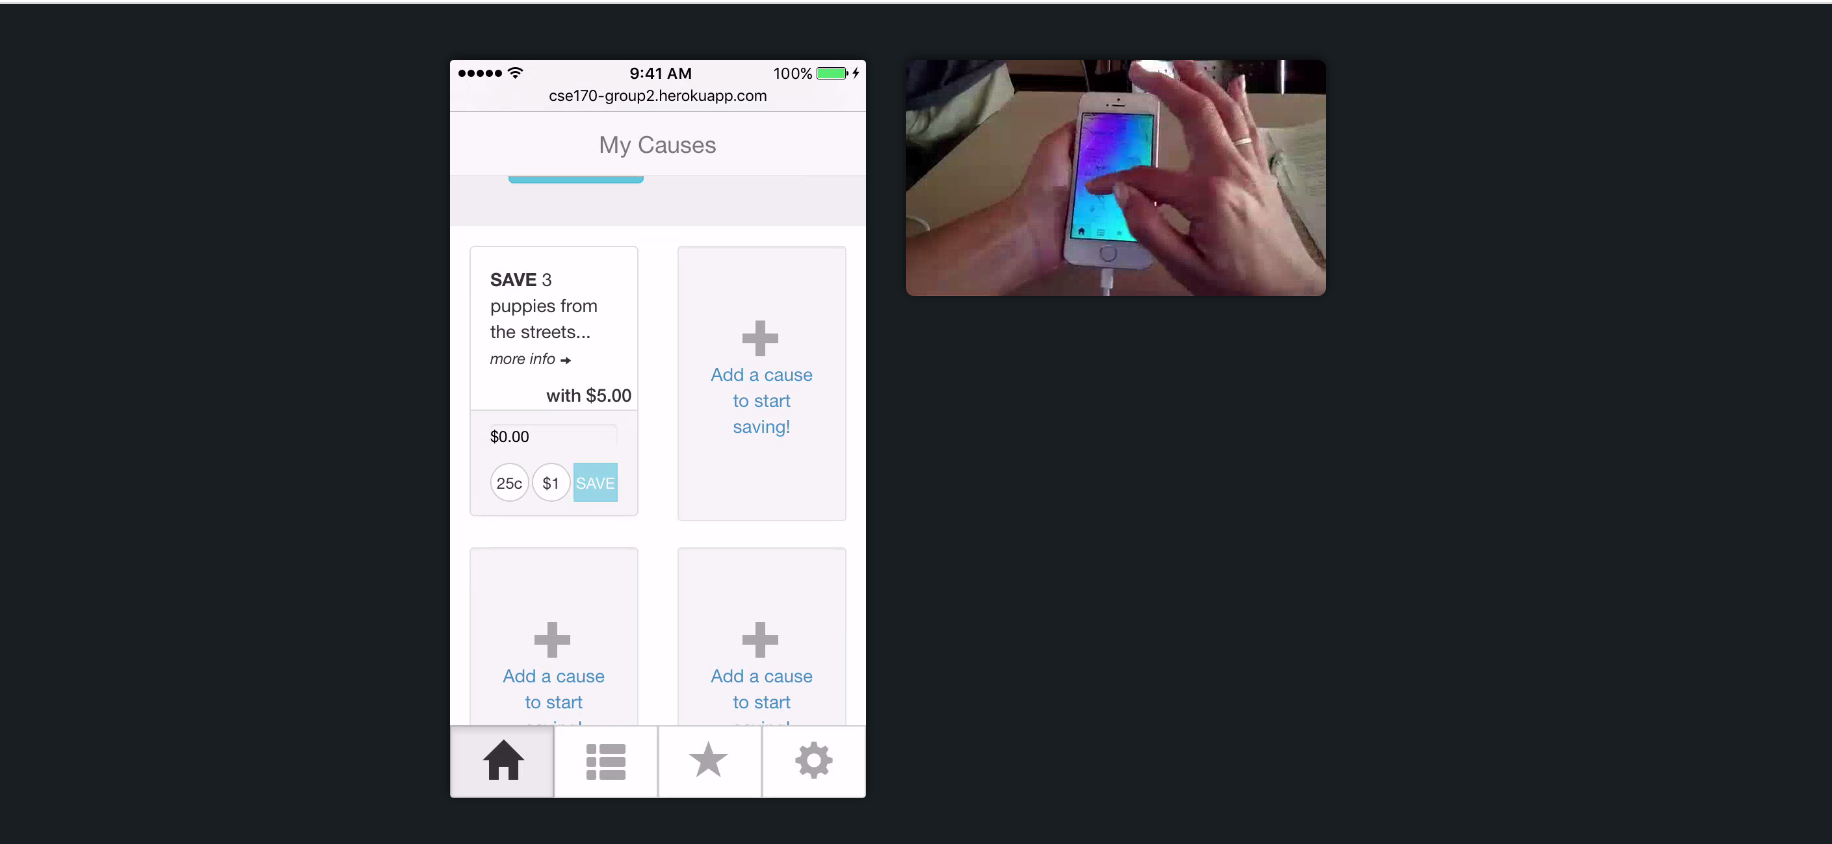 9:41 AM
100%
cse170-group2.herokuapp.com
My Causes
SAVE 3
puppies from
the streets...
more info
with $5.00
$0.00
25c
$1
SAVE
Add a cause
to start
saving!
Add a cause
to start
Add a cause
to start